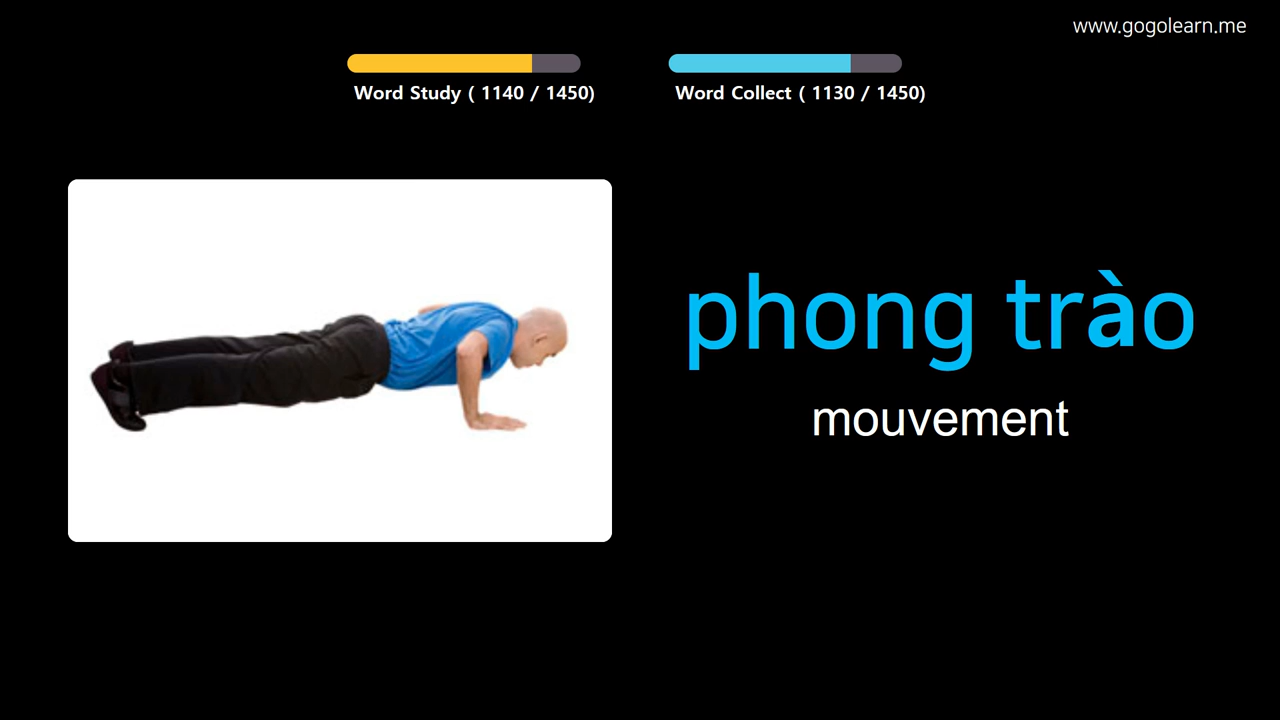 www.gogolearn.me
Word Study ( 1140 / 1450)
Word Collect ( 1130 / 1450)
phong trào
mouvement